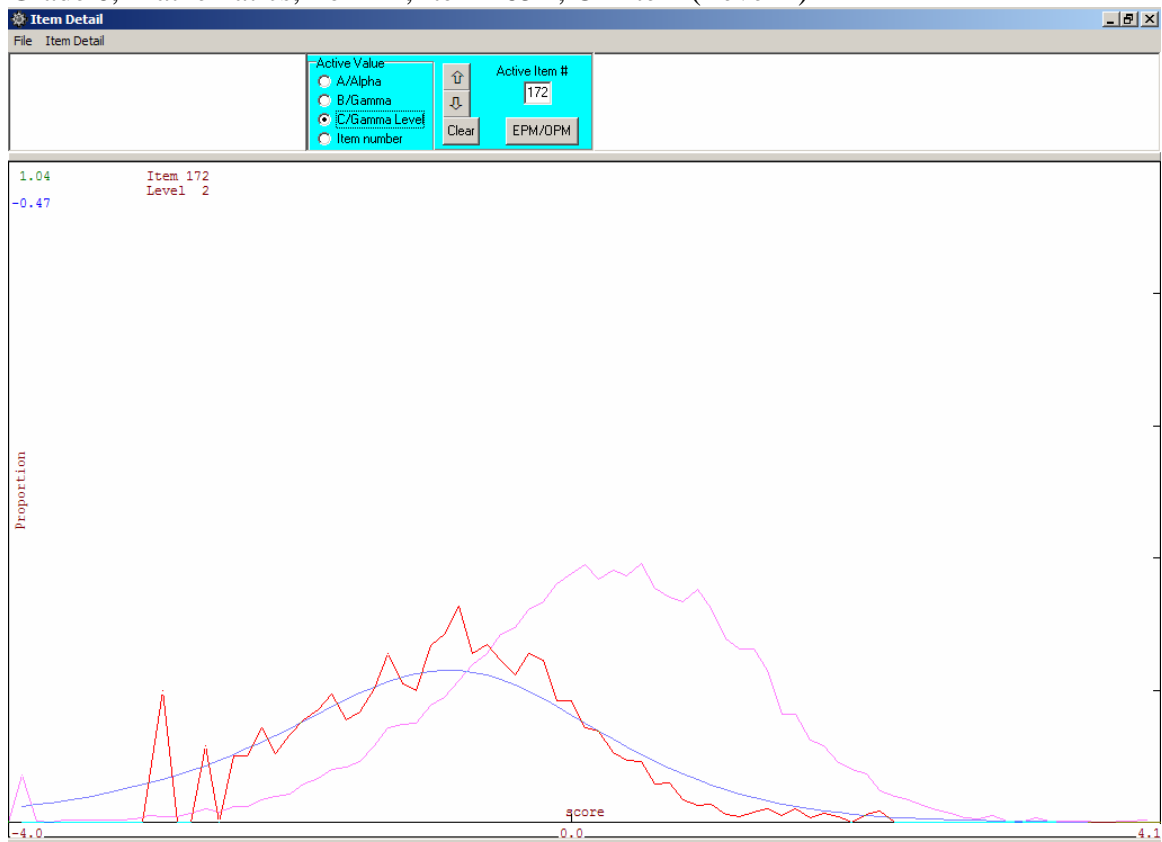 Item Detail
File Item Detail
Active Value
A/Alpha
B/Gamma
C/Gamma Level
Item number
Clear
Active Item #
172
EPM/OPM
1.04
Item 172
Level 2
-0.47
Proportion
score
-4.0
0.0
4.1